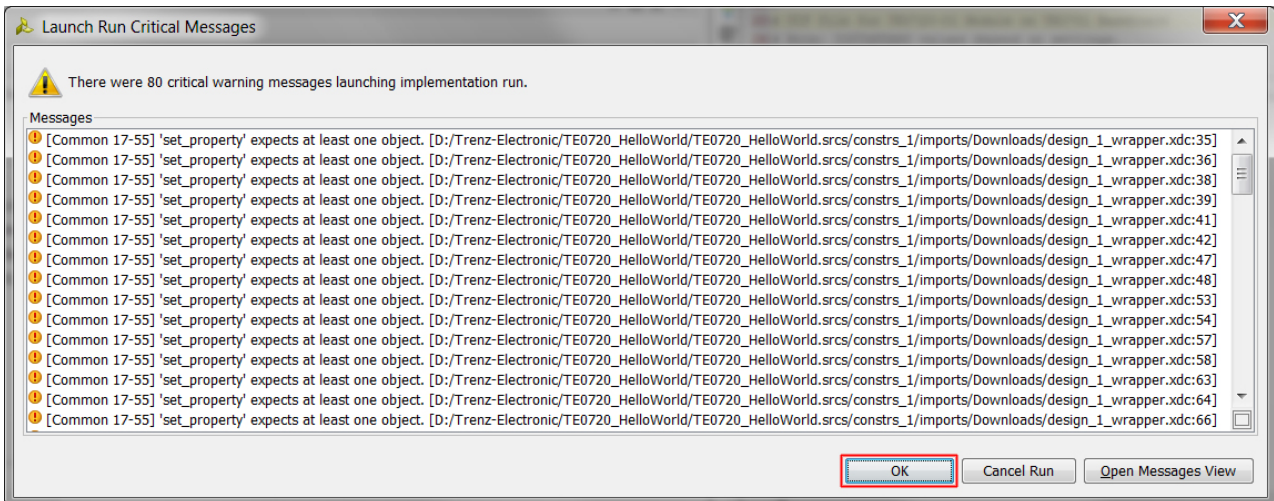 Launch Run Critical Messages
There were 80 critical warning messages launching implementation run.
Messages
[Common 17-55] 'set_property' expects at least one object. [D:/Trenz-Electronic/TE0720_HelloWorld/TE0720_HelloWorld.srcs/constrs_1/imports/Downloads/design_1_wrapper.xdc:35]
[Common 17-55] 'set_property' expects at least one object. [D:/Trenz-Electronic/TE0720_HelloWorld/TE0720_HelloWorld.srcs/constrs_1/imports/Downloads/design_1_wrapper.xdc:36]
[Common 17-55] 'set_property' expects at least one object. [D:/Trenz-Electronic/TE0720_HelloWorld/TE0720_HelloWorld.srcs/constrs_1/imports/Downloads/design_1_wrapper.xdc:38]
[Common 17-55] 'set_property' expects at least one object. [D:/Trenz-Electronic/TE0720_HelloWorld/TE0720_HelloWorld.srcs/constrs_1/imports/Downloads/design_1_wrapper.xdc:39]
[Common 17-55] 'set_property' expects at least one object. [D:/Trenz-Electronic/TE0720_HelloWorld/TE0720_HelloWorld.srcs/constrs_1/imports/Downloads/design_1_wrapper.xdc:41]
[Common 17-55] 'set_property' expects at least one object. [D:/Trenz-Electronic/TE0720_HelloWorld/TE0720_HelloWorld.srcs/constrs_1/imports/Downloads/design_1_wrapper.xdc:42]
[Common 17-55] 'set_property' expects at least one object. [D:/Trenz-Electronic/TE0720_HelloWorld/TE0720_HelloWorld.srcs/constrs_1/imports/Downloads/design_1_wrapper.xdc:47]
[Common 17-55] 'set_property' expects at least one object. [D:/Trenz-Electronic/TE0720_HelloWorld/TE0720_HelloWorld.srcs/constrs_1/imports/Downloads/design_1_wrapper.xdc:48]
[Common 17-55] 'set_property' expects at least one object. [D:/Trenz-Electronic/TE0720_HelloWorld/TE0720_HelloWorld.srcs/constrs_1/imports/Downloads/design_1_wrapper.xdc:53]
[Common 17-55] 'set_property' expects at least one object. [D:/Trenz-Electronic/TE0720_HelloWorld/TE0720_HelloWorld.srcs/constrs_1/imports/Downloads/design_1_wrapper.xdc:54]
[Common 17-55] 'set_property' expects at least one object. [D:/Trenz-Electronic/TE0720_HelloWorld/TE0720_HelloWorld.srcs/constrs_1/imports/Downloads/design_1_wrapper.xdc:57]
[Common 17-55] 'set_property' expects at least one object. [D:/Trenz-Electronic/TE0720_HelloWorld/TE0720_HelloWorld.srcs/constrs_1/imports/Downloads/design_1_wrapper.xdc:58]
[Common 17-55] 'set_property' expects at least one object. [D:/Trenz-Electronic/TE0720_HelloWorld/TE0720_HelloWorld.srcs/constrs_1/imports/Downloads/design_1_wrapper.xdc:63]
[Common 17-55] 'set_property' expects at least one object. [D:/Trenz-Electronic/TE0720_HelloWorld/TE0720_HelloWorld.srcs/constrs_1/imports/Downloads/design_1_wrapper.xdc:64]
[Common 17-55] 'set_property' expects at least one object. [D:/Trenz-Electronic/TE0720_HelloWorld/TE0720_HelloWorld.srcs/constrs_1/imports/Downloads/design_1_wrapper.xdc:66]
OK Cancel Run Open Messages View